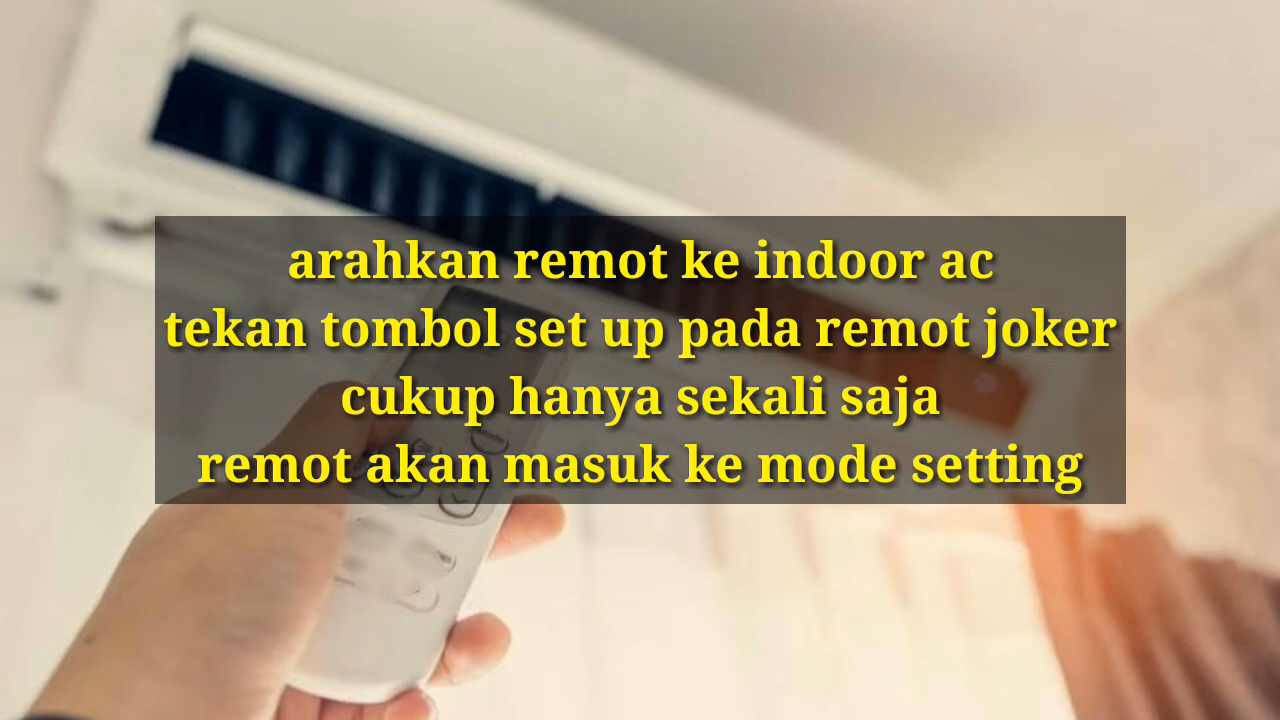 arahkan remot ke indoor ac
tekan tombol set up pada remot joker
cukup hanya sekali saja
remot akan masuk ke mode setting